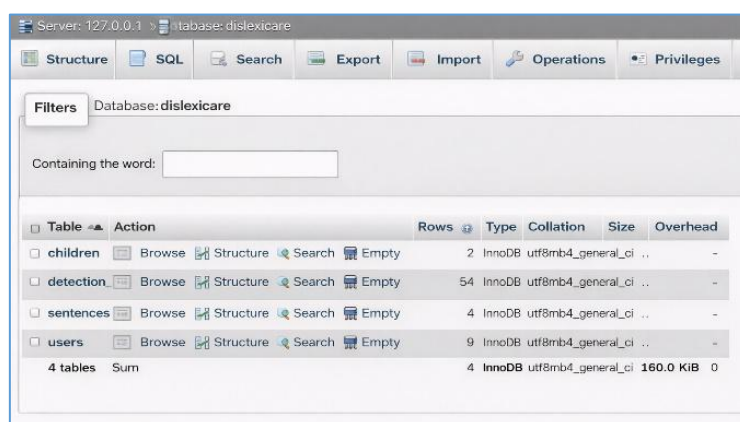 Server: 127.0.0.1 » tabase: dislexicare
Structure SQL Search Export Import Operations Privileges
Filters Database: dislexicare
Containing the word:
Table Action Rows Type Collation Size Overhead
children Browse Structure Search Empty 2 InnoDB utf8mb4_general_ci .. -
detection_ Browse Structure Search Empty 54 InnoDB utf8mb4_general_ci .. -
sentences Browse Structure Search Empty 4 InnoDB utf8mb4_general_ci .. -
users Browse Structure Search Empty 9 InnoDB utf8mb4_general_ci .. -
4 tables Sum 4 InnoDB utf8mb4_general_ci 160.0 KiB 0